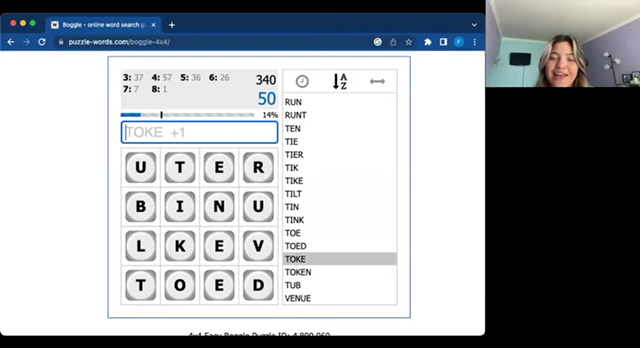 Boggle - online word search g
puzzle-words.com/boggle-4x4/
3: 37 4: 57 5: 36 6: 26
7: 7 8: 1
340
50
14%
TOKE +1
U T E R
B I N U
L K E V
T O E D
A
Z
RUN
RUNT
TEN
TIE
TIER
TIK
TIKE
TILT
TIN
TINK
TOE
TOED
TOKE
TOKEN
TUB
VENUE